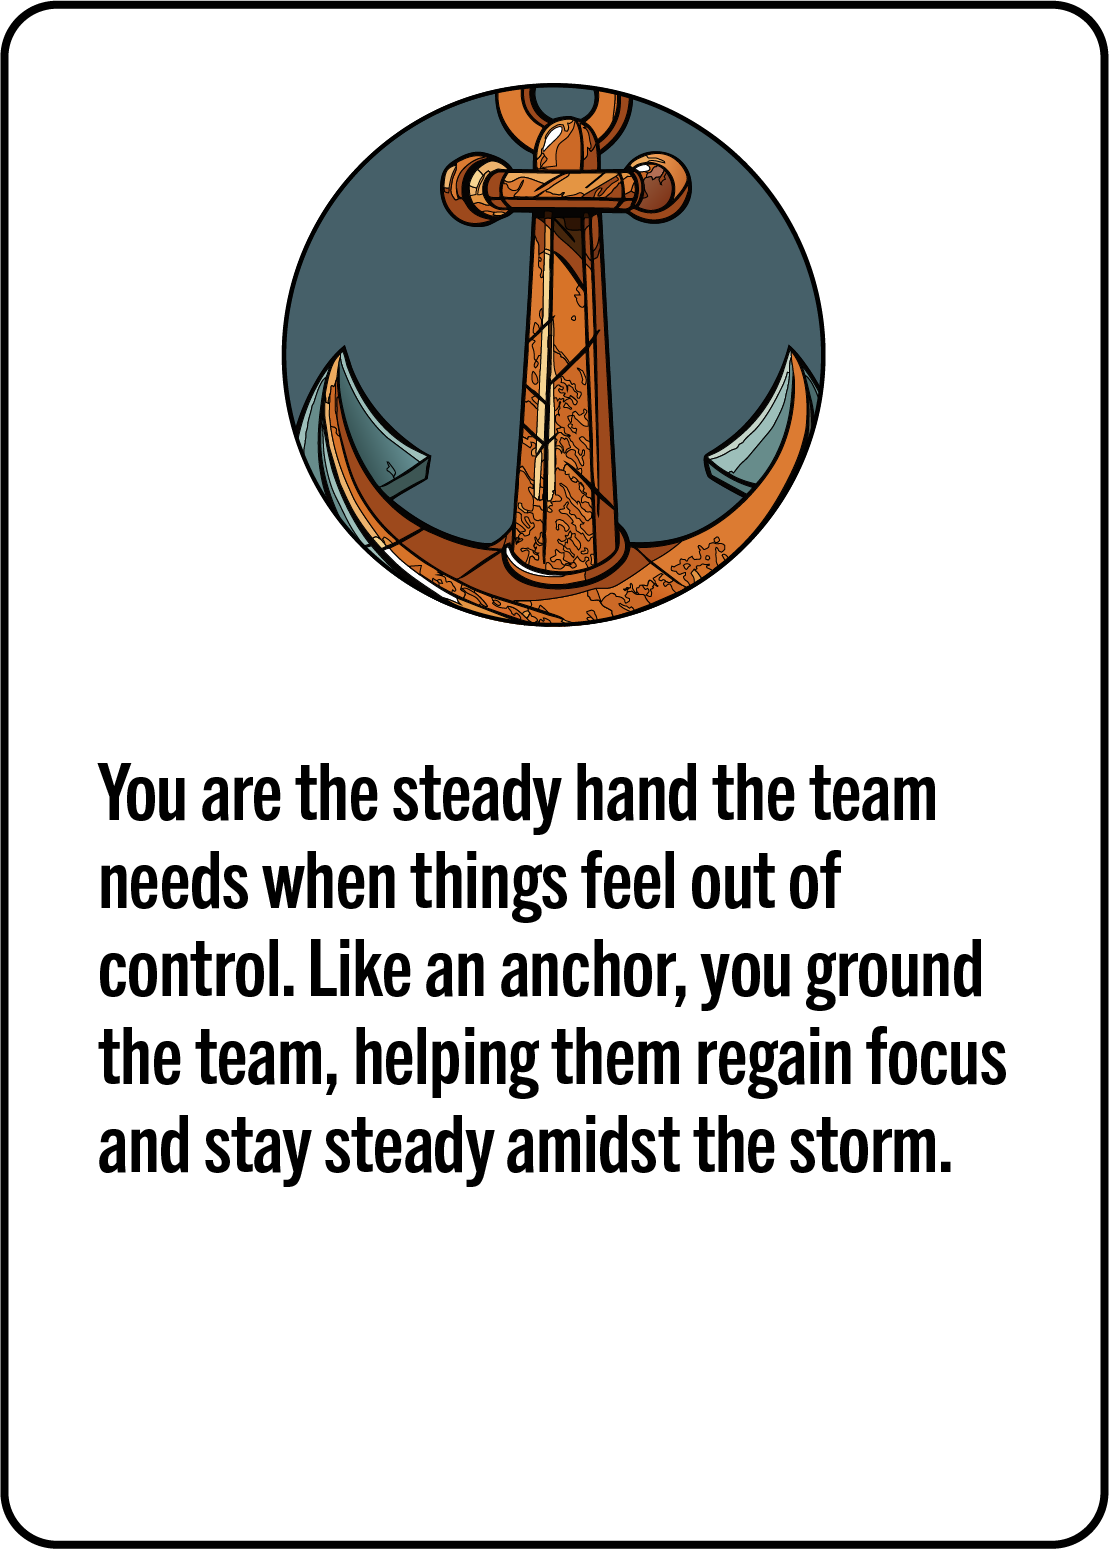 You are the steady hand the team
needs when things feel out of
control. Like an anchor, you ground
the team, helping them regain focus
and stay steady amidst the storm.